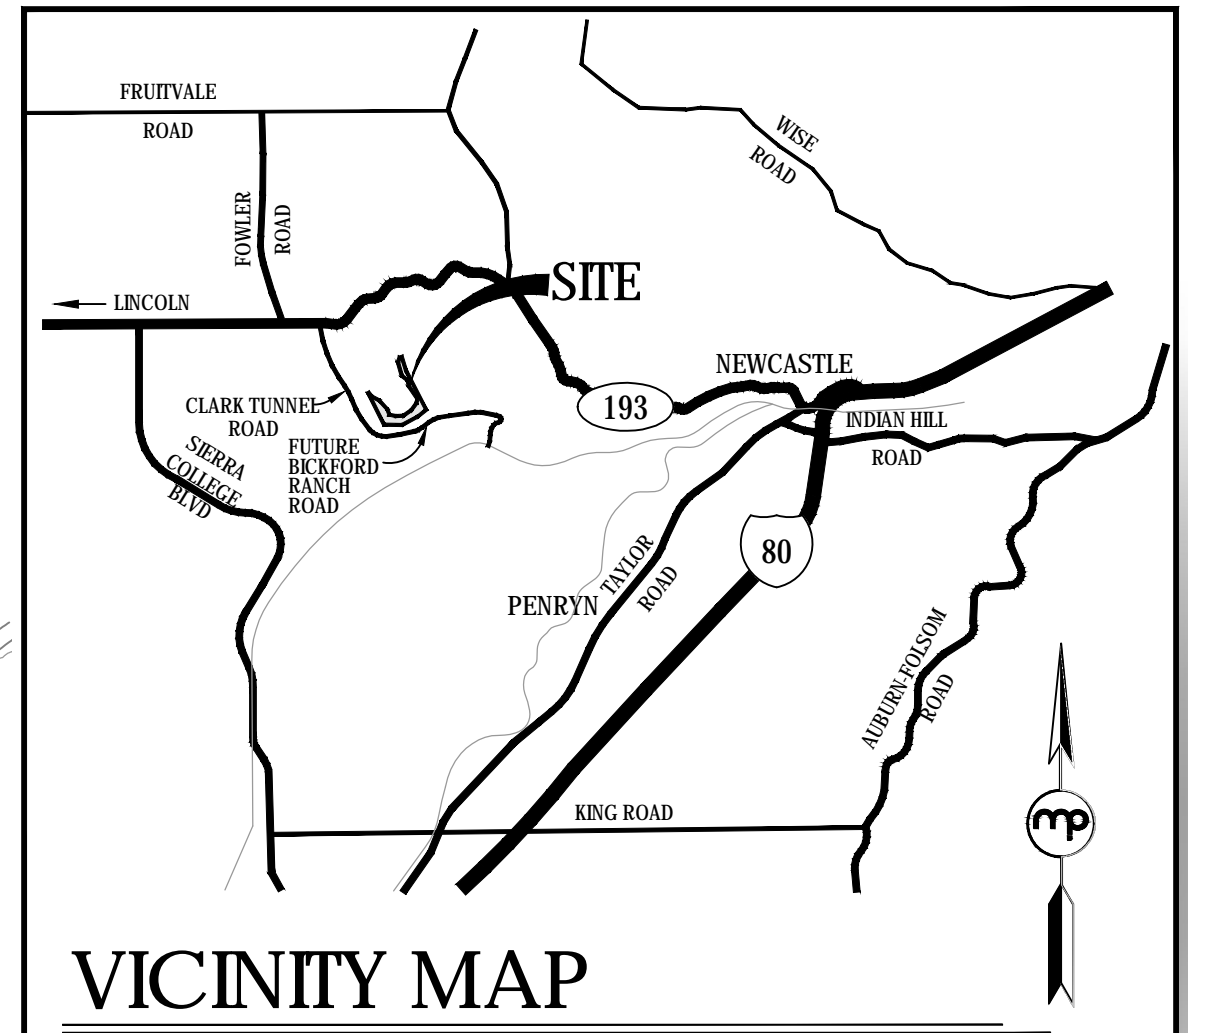 FRUITVALE
ROAD
WISE
ROAD
FOWLER
ROAD
SITE
LINCOLN
NEWCASTLE
193
CLARK TUNNEL
ROAD
INDIAN HILL
ROAD
FUTURE
BICKFORD
RANCH
ROAD
SIERRA
COLLEGE
BLVD
80
TAYLOR
ROAD
PENRYN
AUBURN-FOLSOM
ROAD
KING ROAD
mp
VICINITY MAP